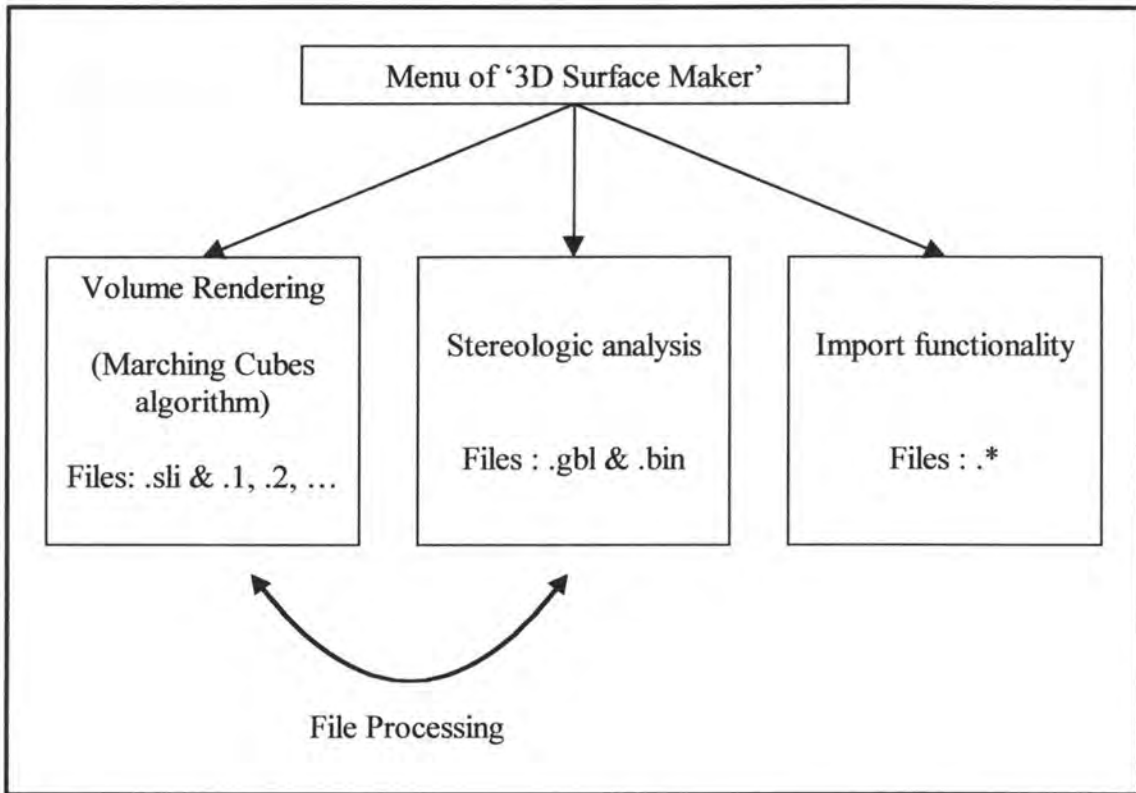 Menu of ‘3D Surface Maker’
Volume Rendering
(Marching Cubes
algorithm)
Files: .sli & .1, .2, …
Stereologic analysis
Files : .gbl & .bin
Import functionality
Files : .*
File Processing